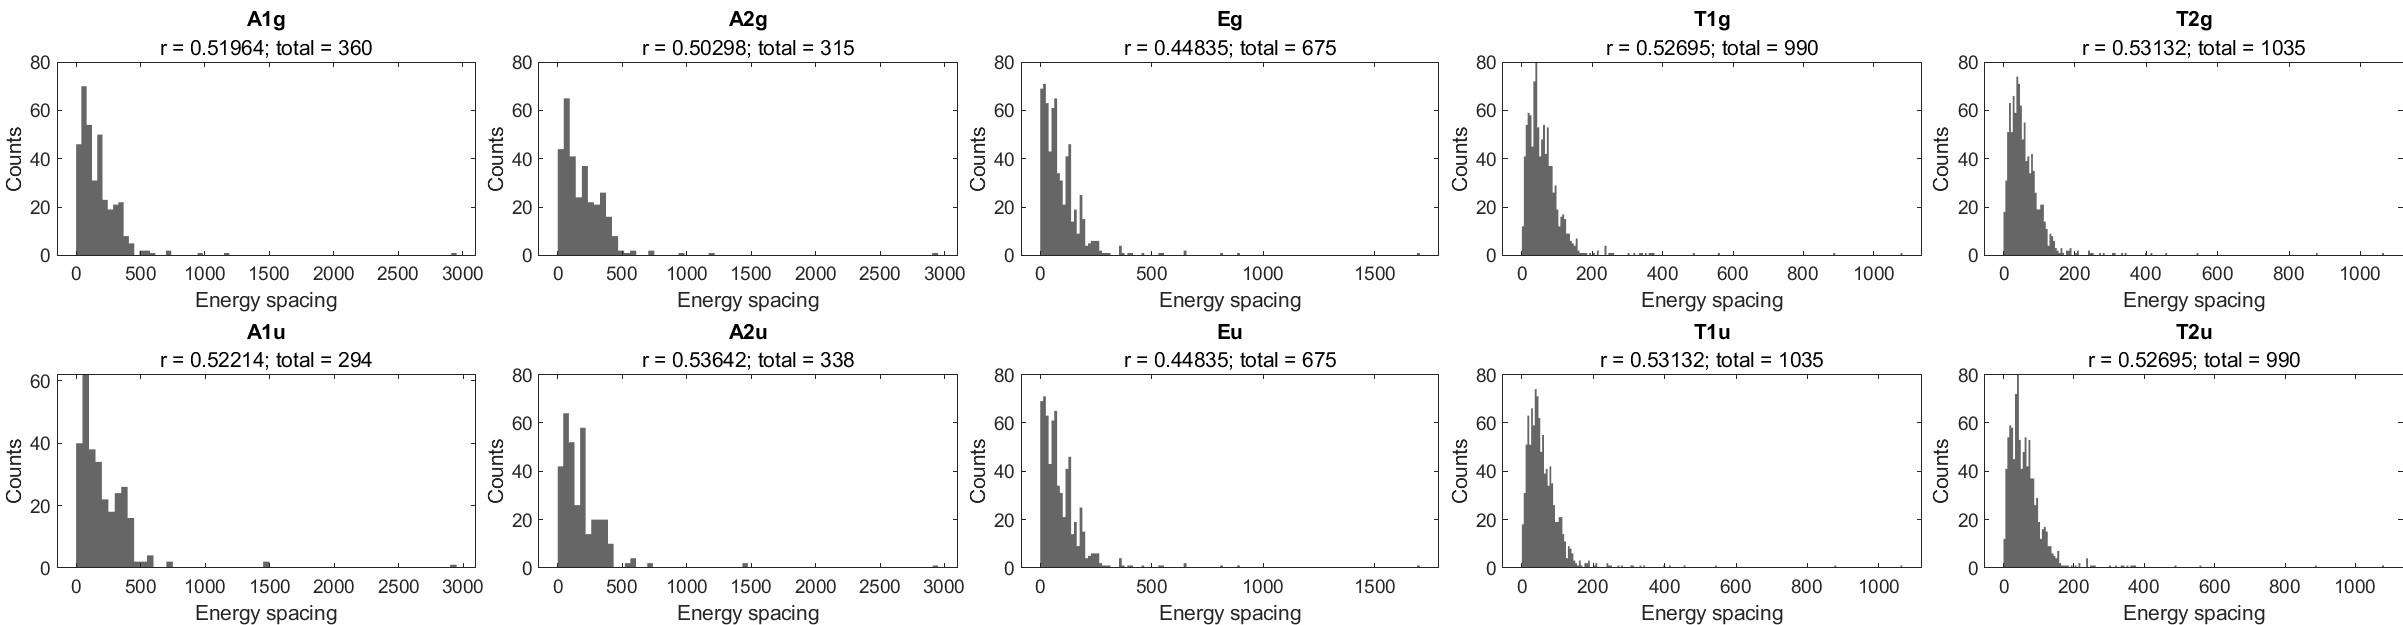 A1g
r = 0.51964; total = 360
80
60
40
20
0
Counts
0 500 1000 1500 2000 2500 3000
Energy spacing
A2g
r = 0.50298; total = 315
80
60
40
20
0
Counts
0 500 1000 1500 2000 2500 3000
Energy spacing
Eg
r = 0.44835; total = 675
80
60
40
20
0
Counts
0 500 1000 1500
Energy spacing
T1g
r = 0.52695; total = 990
80
60
40
20
0
Counts
0 200 400 600 800 1000
Energy spacing
T2g
r = 0.53132; total = 1035
80
60
40
20
0
Counts
0 200 400 600 800 1000
Energy spacing
A1u
r = 0.52214; total = 294
60
40
20
0
Counts
0 500 1000 1500 2000 2500 3000
Energy spacing
A2u
r = 0.53642; total = 338
80
60
40
20
0
Counts
0 500 1000 1500 2000 2500 3000
Energy spacing
Eu
r = 0.44835; total = 675
80
60
40
20
0
Counts
0 500 1000 1500
Energy spacing
T1u
r = 0.53132; total = 1035
80
60
40
20
0
Counts
0 200 400 600 800 1000
Energy spacing
T2u
r = 0.52695; total = 990
80
60
40
20
0
Counts
0 200 400 600 800 1000
Energy spacing